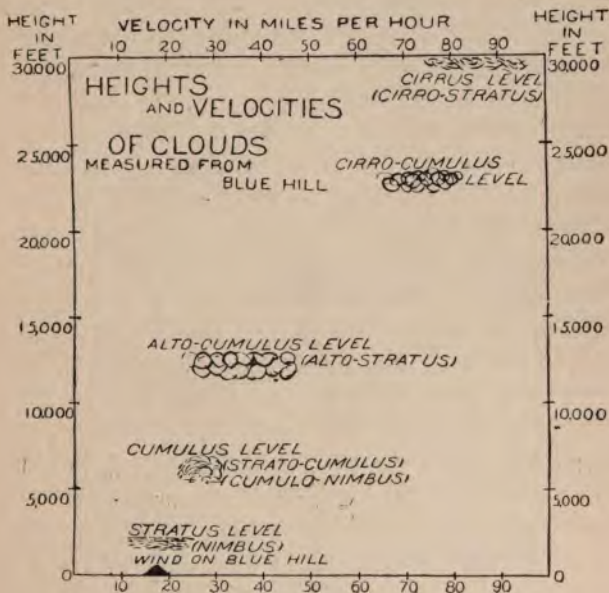 HEIGHT IN FEET
VELOCITY IN MILES PER HOUR
HEIGHT IN FEET
10 20 30 40 50 60 70 80 90
30,000
30,000
HEIGHTS
AND VELOCITIES
OF CLOUDS
MEASURED FROM
BLUE HILL
CIRRUS LEVEL
(CIRRO-STRATUS)
25,000
25,000
CIRRO-CUMULUS
LEVEL
20,000
20,000
15,000
15,000
ALTO-CUMULUS LEVEL
(ALTO-STRATUS)
10,000
10,000
CUMULUS LEVEL
(STRATO-CUMULUS)
(CUMULO-NIMBUS)
5,000
5,000
STRATUS LEVEL
(NIMBUS)
WIND ON BLUE HILL
0
0
10 20 30 40 50 60 70 80 90